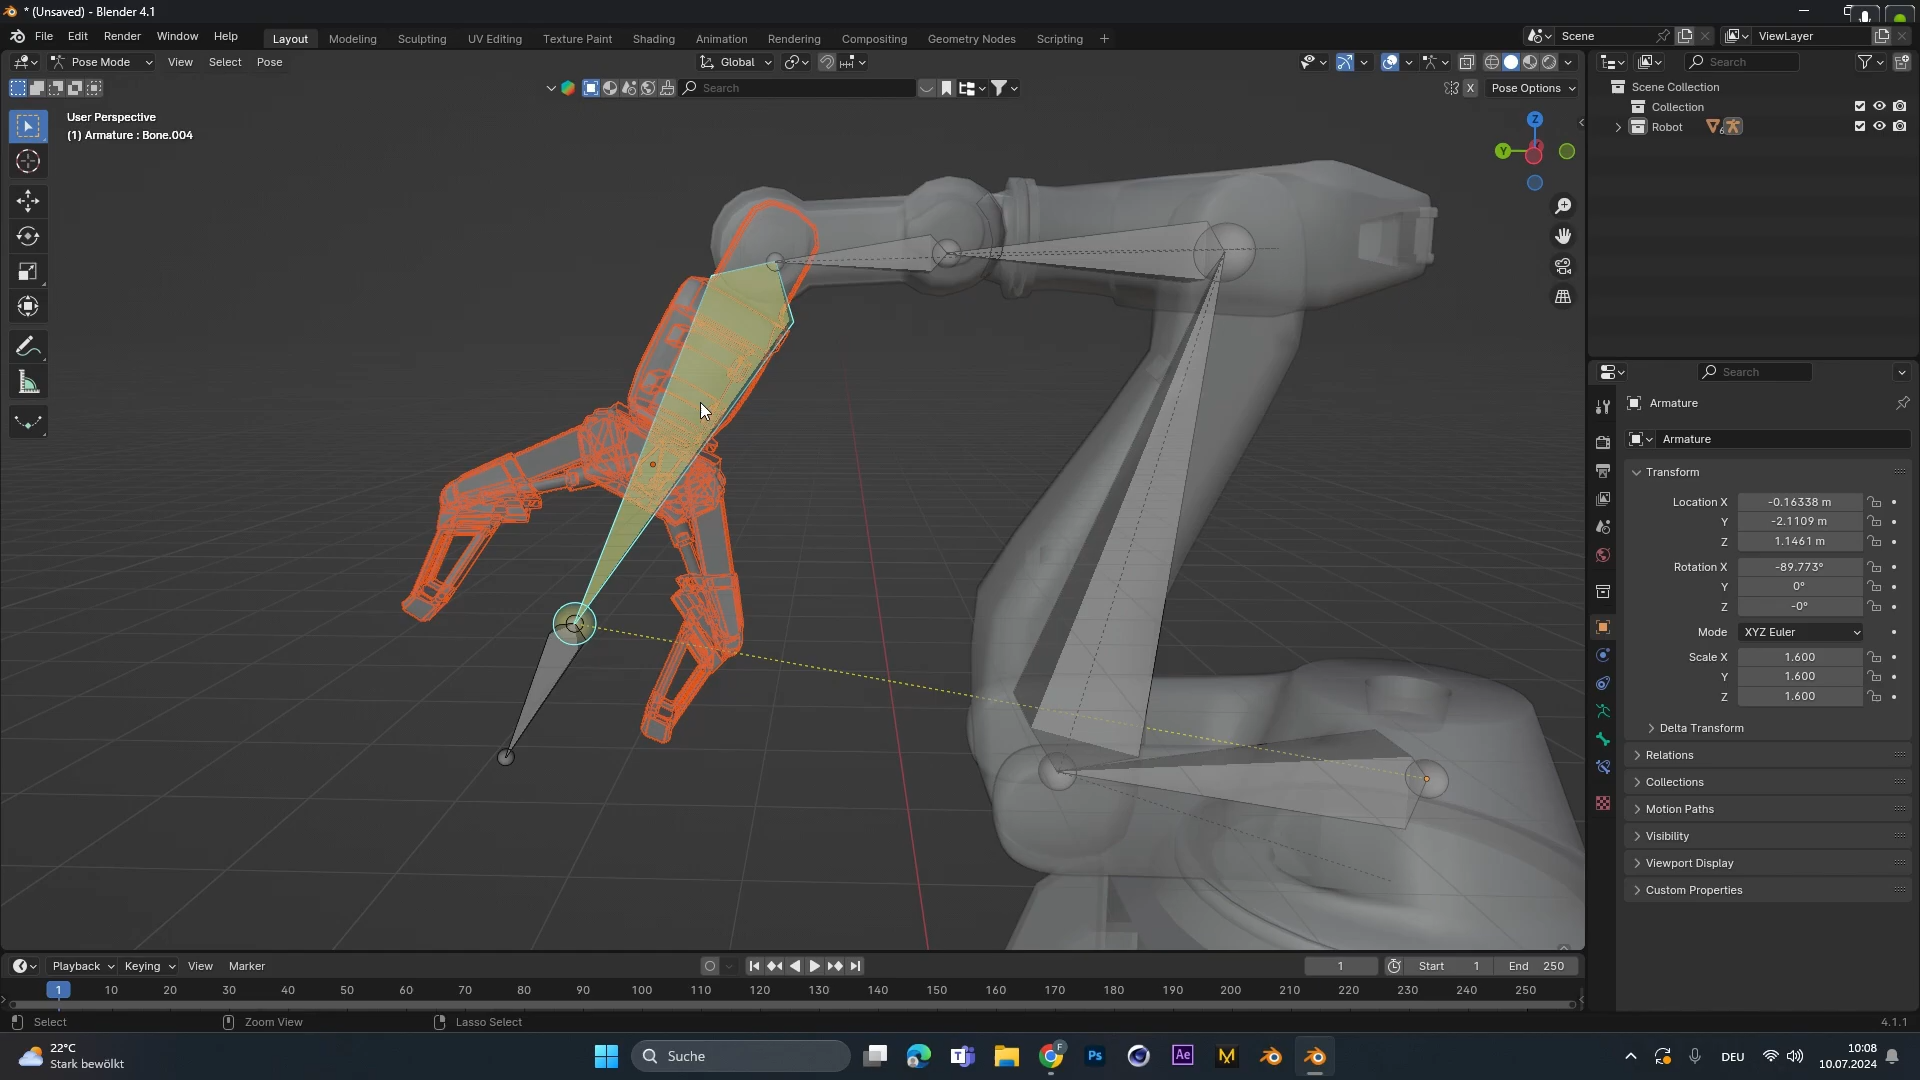 * (Unsaved) - Blender 4.1
File Edit Render Window Help Layout Modeling Sculpting UV Editing Texture Paint Shading Animation Rendering Compositing Geometry Nodes Scripting + Scene ViewLayer
Pose Mode View Select Pose Global Search
Search X Pose Options
User Perspective
(1) Armature : Bone.004
Z
Y
Scene Collection
Collection
Robot
Search
Armature
Armature
Transform
Location X -0.16338 m
Y -2.1109 m
Z 1.1461 m
Rotation X -89.773°
Y 0°
Z -0°
Mode XYZ Euler
Scale X 1.600
Y 1.600
Z 1.600
Delta Transform
Relations
Collections
Motion Paths
Visibility
Viewport Display
Custom Properties
Playback Keying View Marker 1 Start 1 End 250
1 10 20 30 40 50 60 70 80 90 100 110 120 130 140 150 160 170 180 190 200 210 220 230 240 250
Select Zoom View Lasso Select 4.1.1
22°C
Stark bewölkt
Suche
F
T
Ps
Ae
M
DEU
10:08
10.07.2024